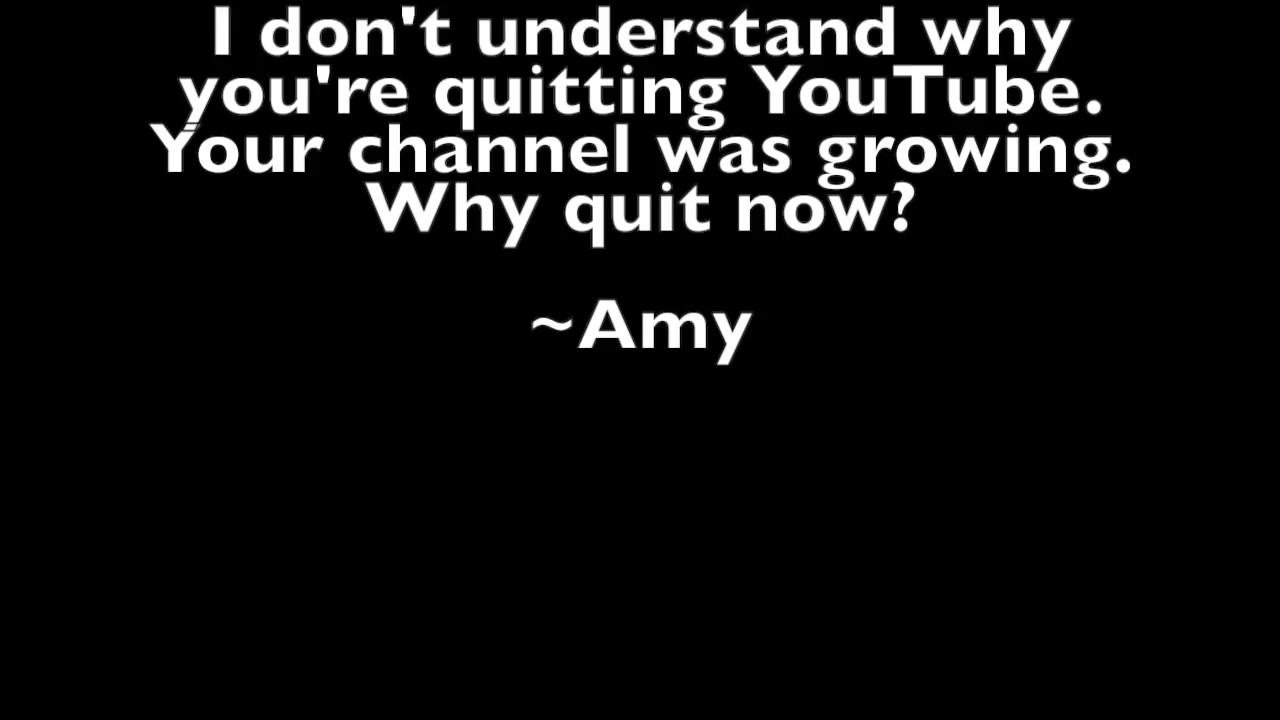 I don't understand why
you're quitting YouTube.
Your channel was growing.
Why quit now?
~Amy